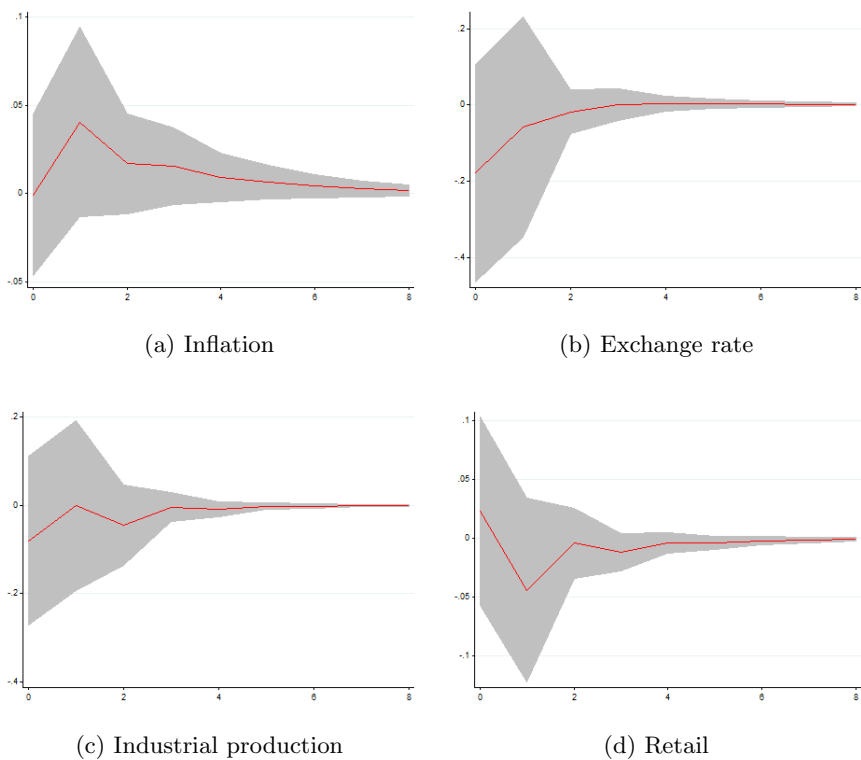 .1
.05
0
-.05
0 2 4 6 8
(a) Inflation
.2
0
-.2
-.4
0 2 4 6 8
(b) Exchange rate
.2
0
-.2
-.4
0 2 4 6 8
(c) Industrial production
.1
.05
0
-.05
-.1
0 2 4 6 8
(d) Retail